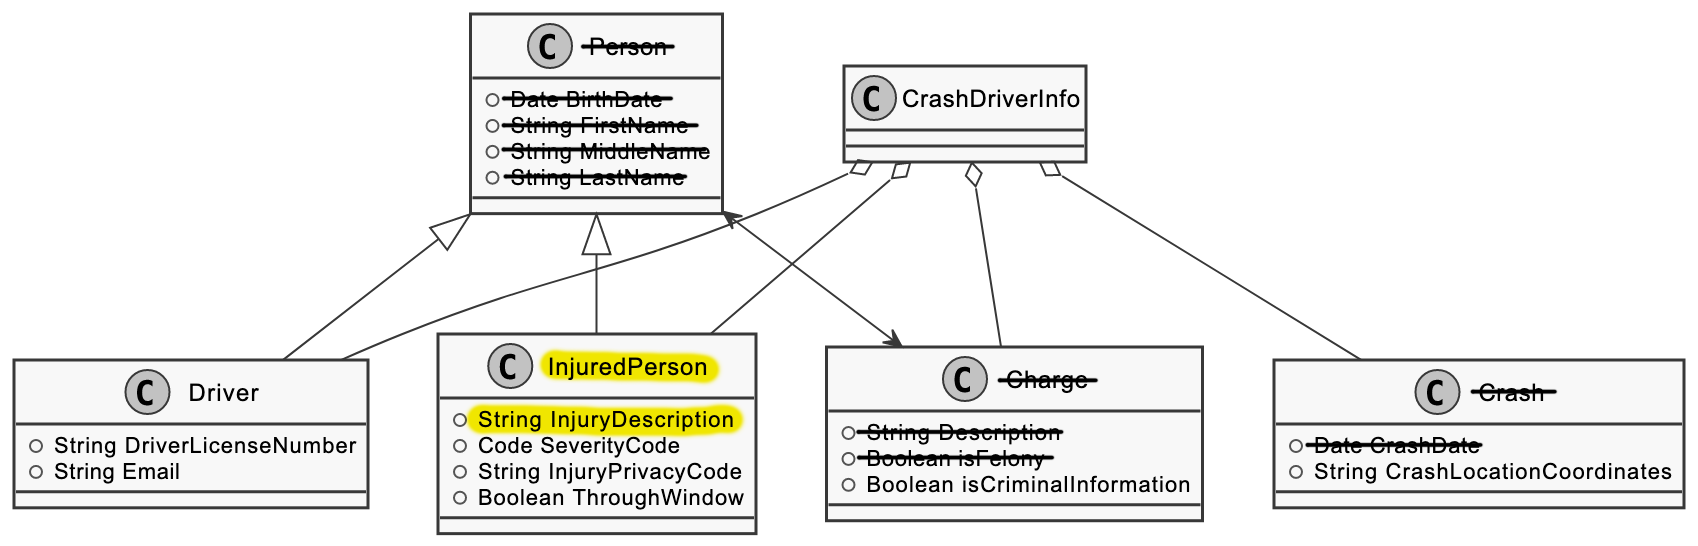 C Person
Date BirthDate
String FirstName
String MiddleName
String LastName
C CrashDriverInfo
C Driver
String DriverLicenseNumber
String Email
C InjuredPerson
String InjuryDescription
Code SeverityCode
String InjuryPrivacyCode
Boolean ThroughWindow
C Charge
String Description
Boolean isFelony
Boolean isCriminalInformation
C Crash
Date CrashDate
String CrashLocationCoordinates